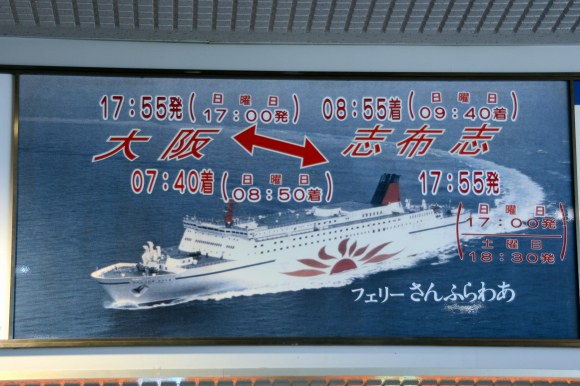 17:55発(日曜日 17:00発) 08:55着(日曜日 09:40着)
大阪 ↔ 志布志
07:40着(日曜日 08:50着) 17:55発
(日曜日 17:00発
土曜日 18:30発)
フェリーさんふらわあ